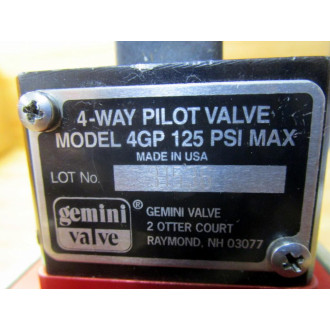 4-WAY PILOT VALVE
MODEL 4GP 125 PSI MAX
MADE IN USA
LOT No.
gemini ®
valve
GEMINI VALVE
2 OTTER COURT
RAYMOND, NH 03077